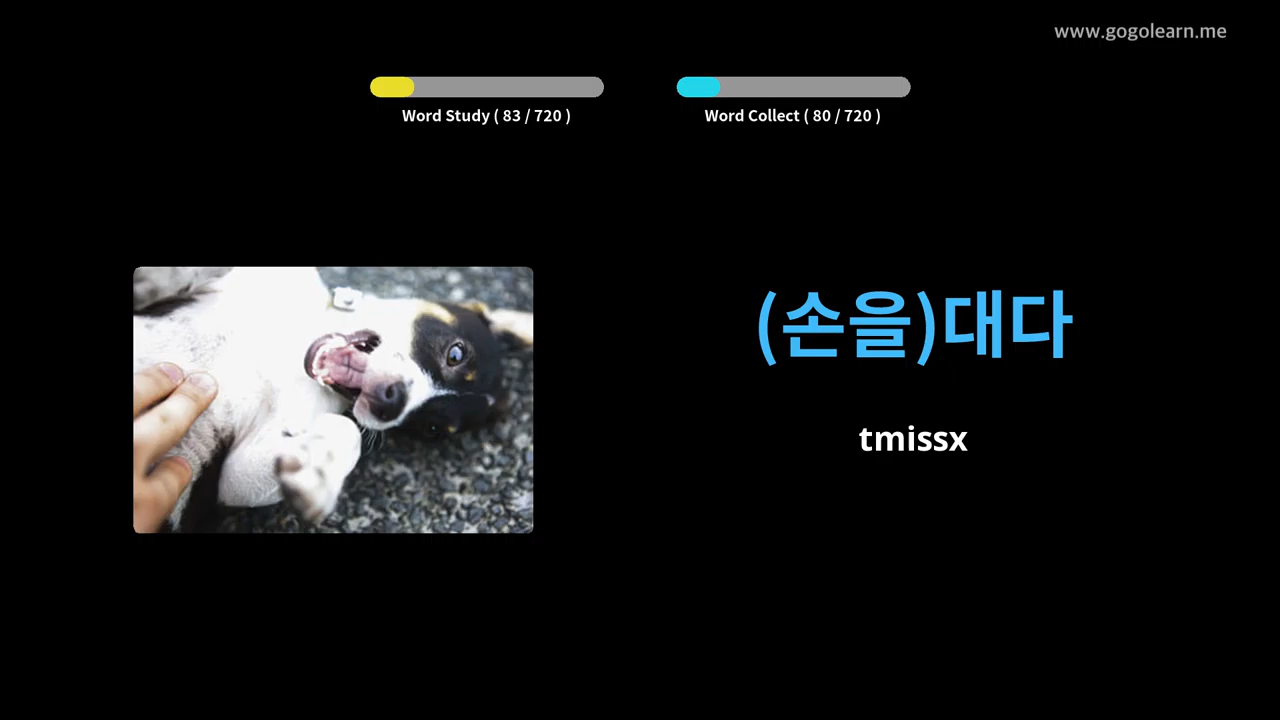 www.gogolearn.me
Word Study ( 83 / 720 )
Word Collect ( 80 / 720 )
(손을)대다
tmissx